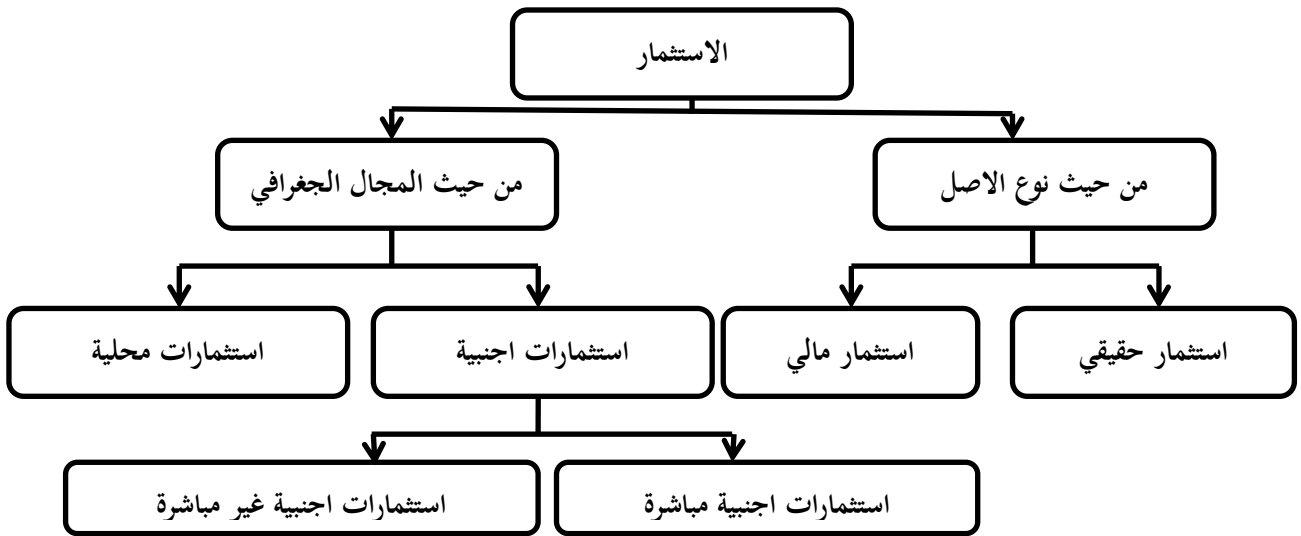 الاستثمار
من حيث نوع الاصل
من حيث المجال الجغرافي
استثمار حقيقي
استثمار مالي
استثمارات اجنبية
استثمارات محلية
استثمارات اجنبية مباشرة
استثمارات اجنبية غير مباشرة